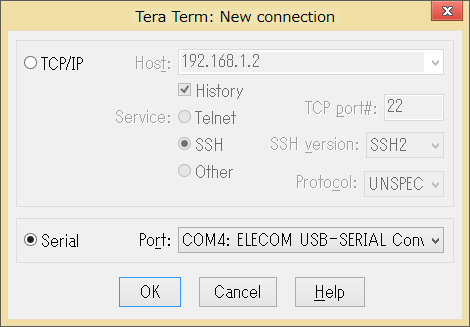 Tera Term: New connection
TCP/IP
Host: 192.168.1.2
History
Service: Telnet
TCP port#: 22
SSH
SSH version: SSH2
Other
Protocol: UNSPEC
Serial
Port: COM4: ELECOM USB-SERIAL Conv
OK Cancel Help